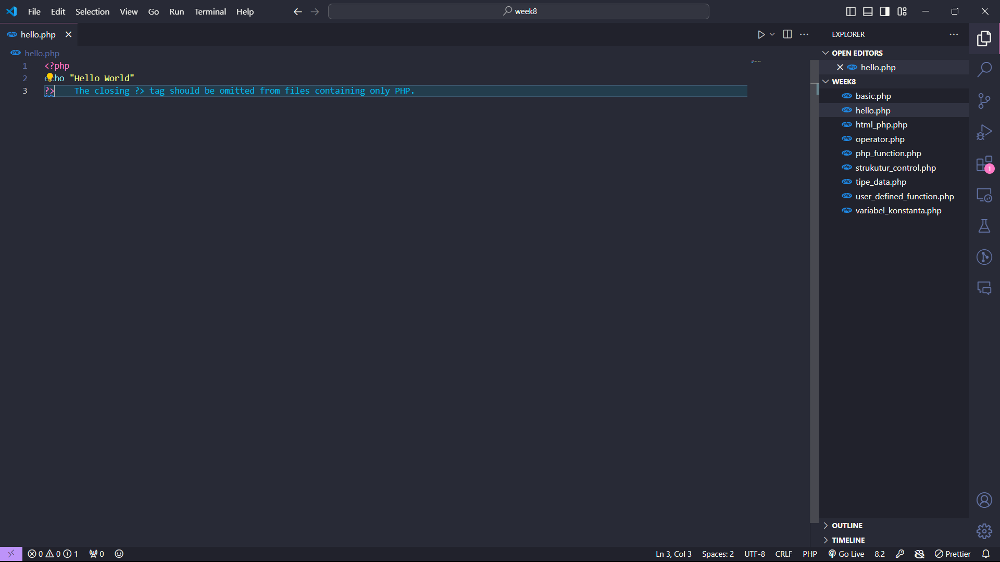 File Edit Selection View Go Run Terminal Help
week8
hello.php
EXPLORER
hello.php
1 <?php
2 echo "Hello World"
3 ?> The closing ?> tag should be omitted from files containing only PHP.
OPEN EDITORS
hello.php
WEEK8
basic.php
hello.php
html_php.php
operator.php
php_function.php
strukutur_control.php
tipe_data.php
user_defined_function.php
variabel_konstanta.php
1
OUTLINE
TIMELINE
0 0 1 0 Ln 3, Col 3 Spaces: 2 UTF-8 CRLF PHP Go Live 8.2 Prettier